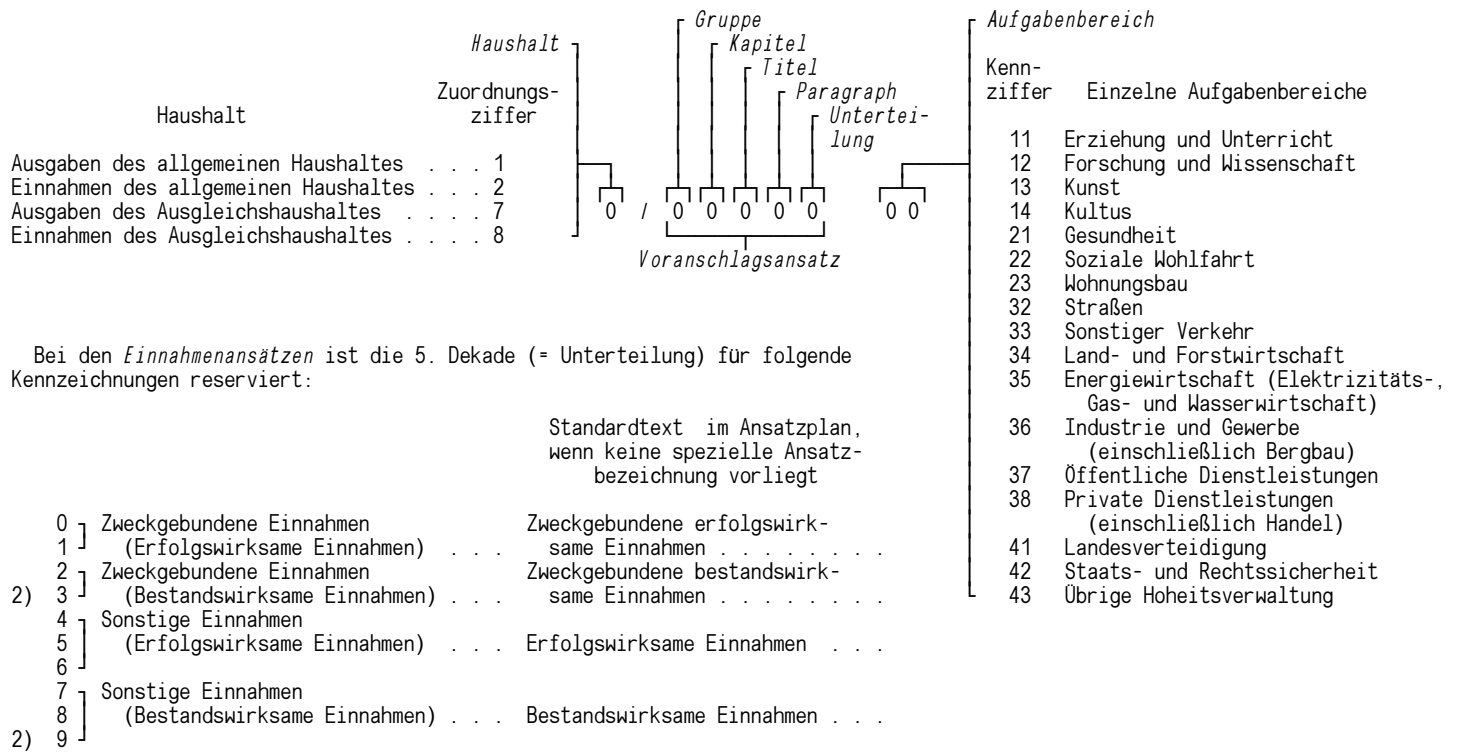 Gruppe
Aufgabenbereich
Haushalt
Kapitel
Titel
Kenn-
Zuordnungs-
Paragraph
ziffer Einzelne Aufgabenbereiche
Haushalt ziffer
Untertei-
lung
11 Erziehung und Unterricht
Ausgaben des allgemeinen Haushaltes . . . 1
12 Forschung und Wissenschaft
Einnahmen des allgemeinen Haushaltes . . . 2
13 Kunst
Ausgaben des Ausgleichshaushaltes . . . . 7
0 / 0 0 0 0 0 0 0
14 Kultus
Einnahmen des Ausgleichshaushaltes . . . . 8
21 Gesundheit
Voranschlagsansatz
22 Soziale Wohlfahrt
23 Wohnungsbau
32 Straßen
33 Sonstiger Verkehr
Bei den Einnahmenansätzen ist die 5. Dekade (= Unterteilung) für folgende
Kennzeichnungen reserviert:
34 Land- und Forstwirtschaft
35 Energiewirtschaft (Elektrizitäts-,
Gas- und Wasserwirtschaft)
Standardtext im Ansatzplan,
wenn keine spezielle Ansatz-
bezeichnung vorliegt
36 Industrie und Gewerbe
(einschließlich Bergbau)
37 Öffentliche Dienstleistungen
38 Private Dienstleistungen
(einschließlich Handel)
41 Landesverteidigung
42 Staats- und Rechtssicherheit
43 Übrige Hoheitsverwaltung
0 Zweckgebundene Einnahmen Zweckgebundene erfolgswirk-
1 (Erfolgswirksame Einnahmen) . . . same Einnahmen . . . . . . . .
2 Zweckgebundene Einnahmen Zweckgebundene bestandswirk-
2) 3 (Bestandswirksame Einnahmen) . . . same Einnahmen . . . . . . . .
4 Sonstige Einnahmen
5 (Erfolgswirksame Einnahmen) . . . Erfolgswirksame Einnahmen . . .
6
7 Sonstige Einnahmen
8 (Bestandswirksame Einnahmen) . . . Bestandswirksame Einnahmen . . .
2) 9